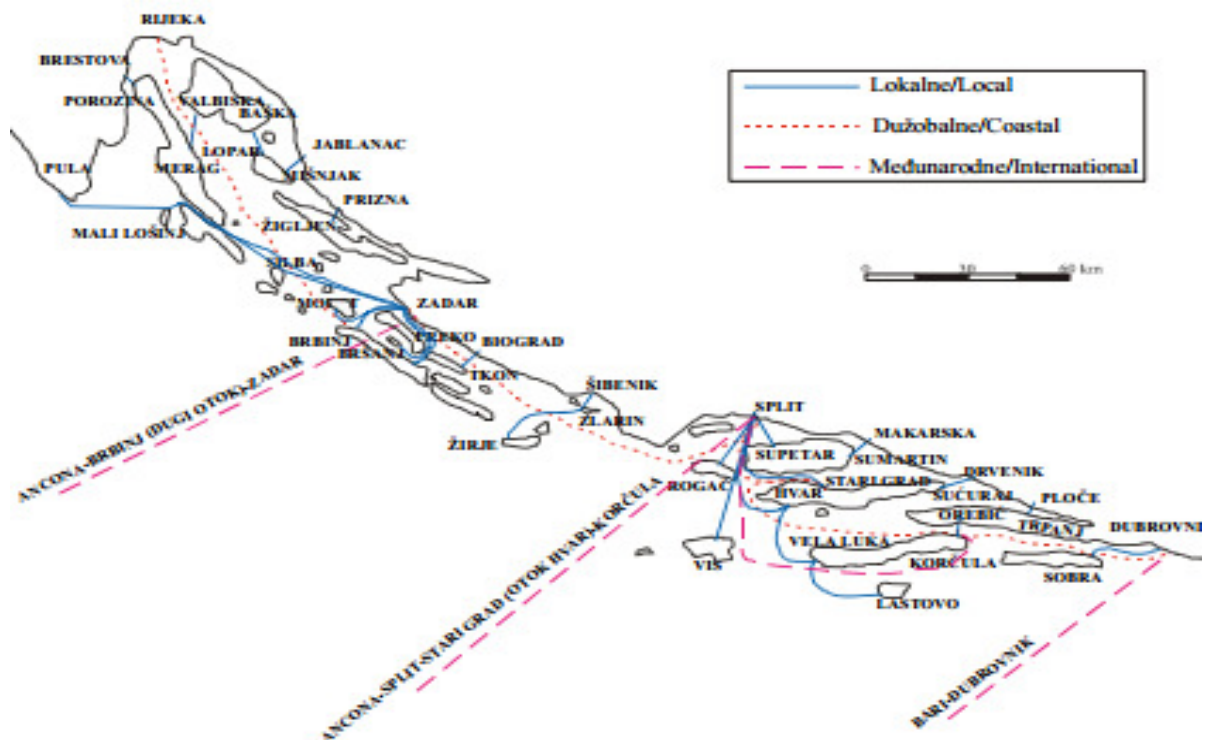 RIJEKA
BRESTOVA
POROZINA
VALBISKA
BAŠKA
Lokalne/Local
Dužobalne/Coastal
Međunarodne/International
JABLANAC
LOPAR
MIŠNJAK
PULA
MERAG
PRIZNA
MALI LOŠINJ
ŽIGLJEN
SILBA
0 30 60 km
ZADAR
BRBINJ
PREKO
BIOGRAD
BRŠANJ
TKON
ANCONA-BRBINJ (DUGI OTOK)-ZADAR
ŠIBENIK
ZLARIN
ŽIRJE
SPLIT
MAKARSKA
SUPETAR
SUMARTIN
DRVENIK
ROGAČ
STARI GRAD
HVAR
SUĆURAJ
PLOČE
OREBIĆ
TRPANJ
DUBROVNI
VELA LUKA
VIS
KORČULA
SOBRA
LASTOVO
ANCONA-SPLIT-STARI GRAD (OTOK HVAR)-KORČULA
BARI-DUBROVNIK